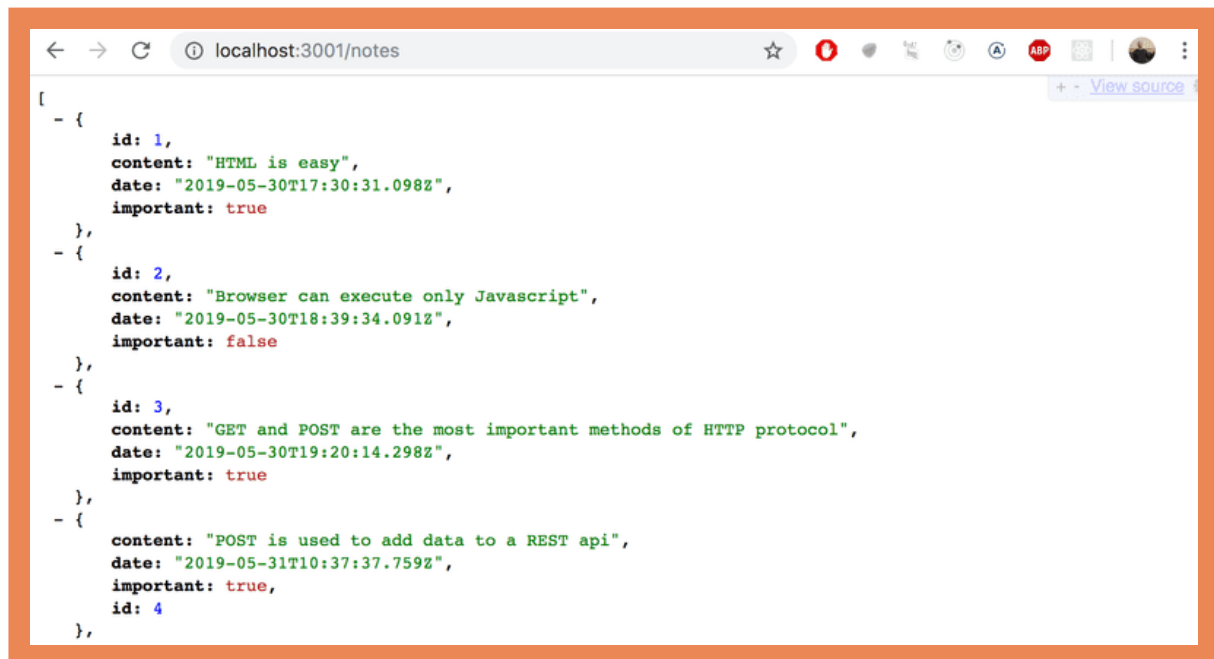 localhost:3001/notes
ABP
+ - View source
[
- {
id: 1,
content: "HTML is easy",
date: "2019-05-30T17:30:31.098Z",
important: true
},
- {
id: 2,
content: "Browser can execute only Javascript",
date: "2019-05-30T18:39:34.091Z",
important: false
},
- {
id: 3,
content: "GET and POST are the most important methods of HTTP protocol",
date: "2019-05-30T19:20:14.298Z",
important: true
},
- {
content: "POST is used to add data to a REST api",
date: "2019-05-31T10:37:37.759Z",
important: true,
id: 4
},